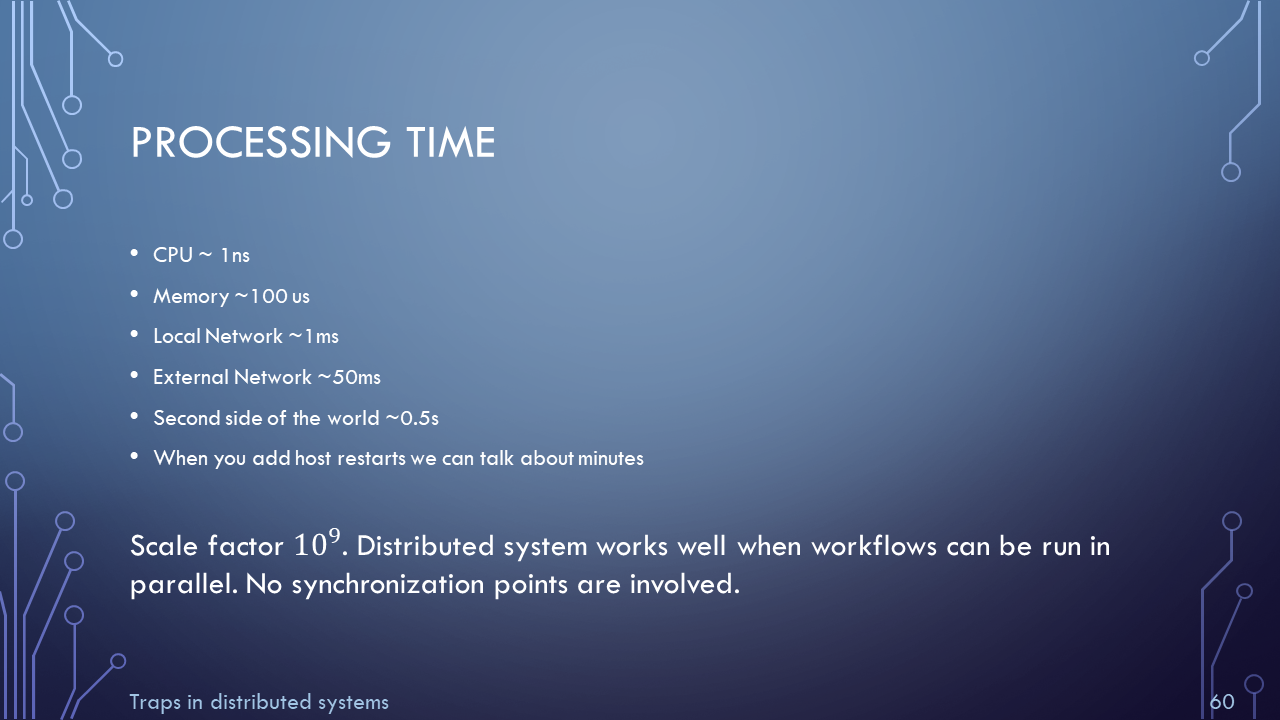 PROCESSING TIME
• CPU ~ 1ns
• Memory ~100 us
• Local Network ~1ms
• External Network ~50ms
• Second side of the world ~0.5s
• When you add host restarts we can talk about minutes
Scale factor 10⁹. Distributed system works well when workflows can be run in
parallel. No synchronization points are involved.
Traps in distributed systems
60